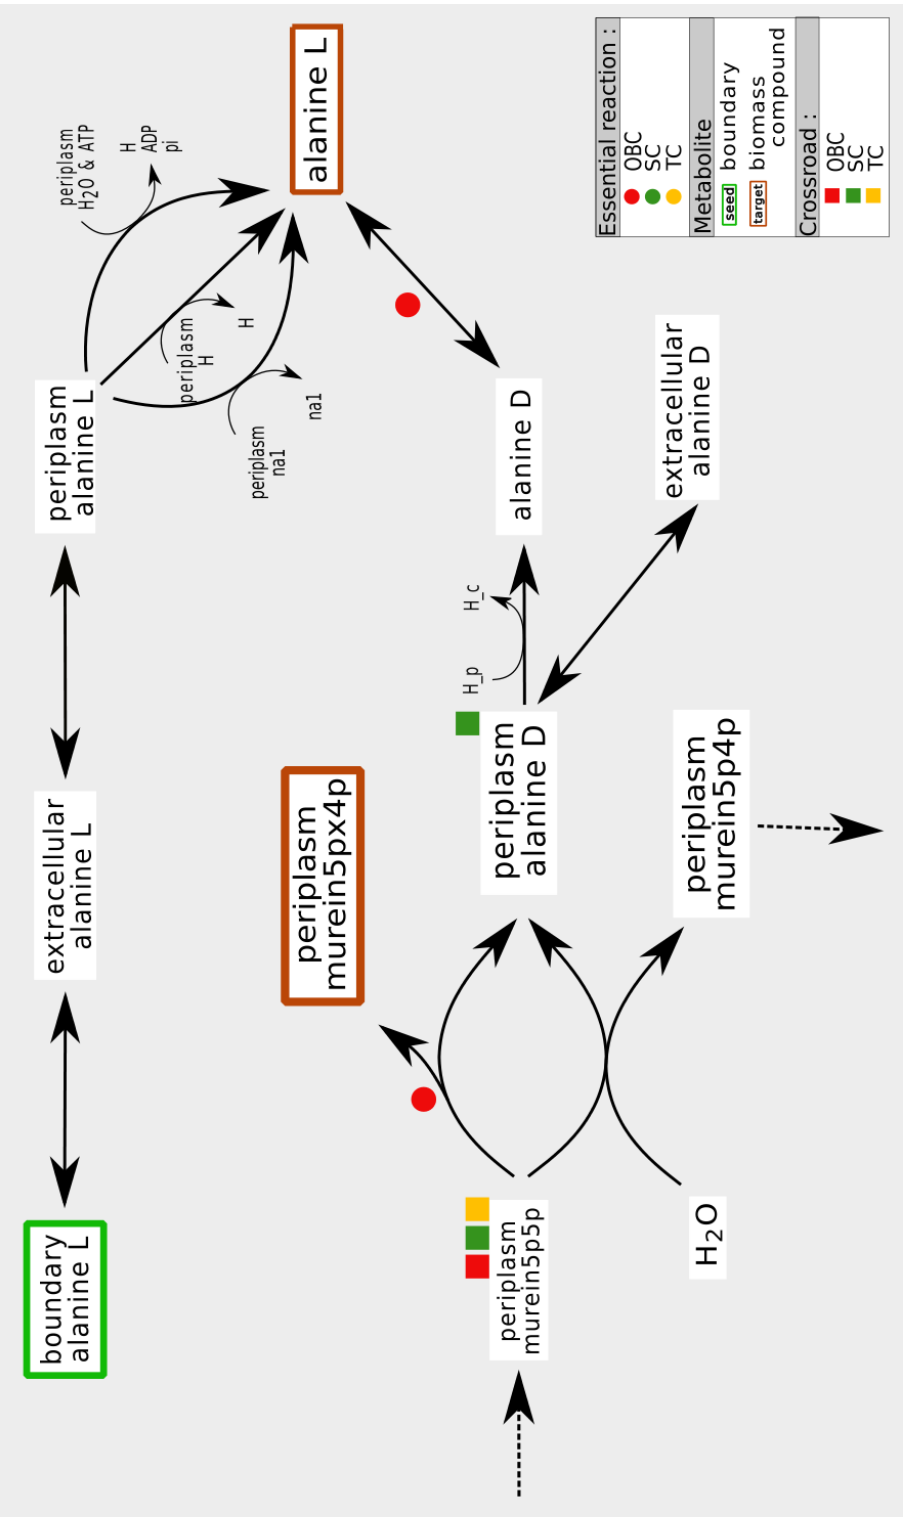 boundary
alanine L
extracellular
alanine L
periplasm
alanine L
periplasm
H2O & ATP
H
ADP
pi
periplasm
H
H
periplasm
na1
na1
alanine L
periplasm
murein5px4p
periplasm
murein5p5p
H2O
periplasm
alanine D
H_p
H_c
alanine D
periplasm
murein5p4p
extracellular
alanine D
Essential reaction :
OBC
SC
TC
Metabolite
seed boundary
target biomass
compound
Crossroad :
OBC
SC
TC